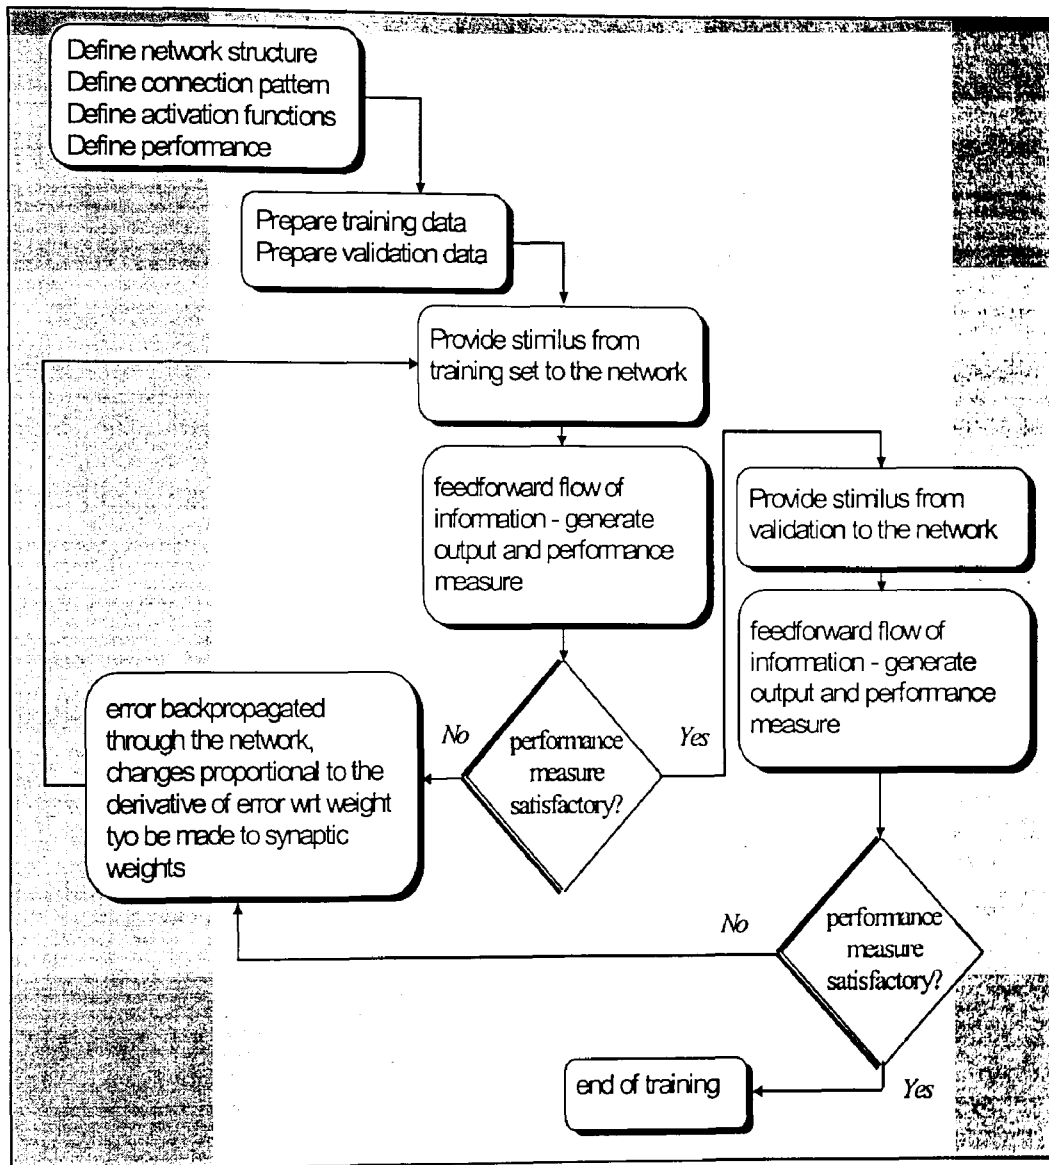 Define network structure
Define connection pattern
Define activation functions
Define performance
Prepare training data
Prepare validation data
Provide stimilus from
training set to the network
feedforward flow of
information - generate
output and performance
measure
performance
measure
satisfactory?
No
Yes
error backpropagated
through the network,
changes proportional to the
derivative of error wrt weight
tyo be made to synaptic
weights
Provide stimilus from
validation to the network
feedforward flow of
information - generate
output and performance
measure
performance
measure
satisfactory?
No
Yes
end of training